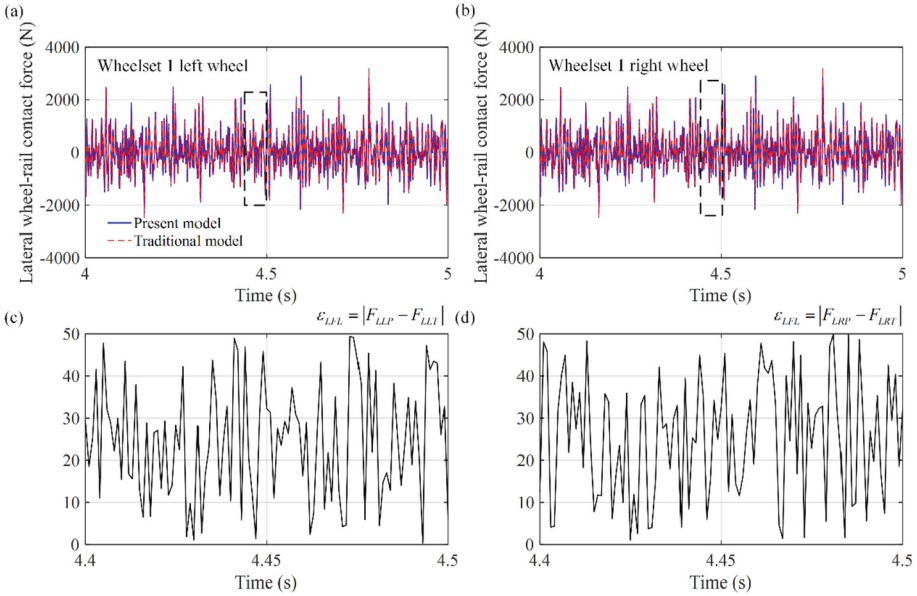 (a)
Lateral wheel-rail contact force (N)
4000
2000
0
-2000
-4000
Wheelset 1 left wheel
Present model
Traditional model
4
4.5
5
Time (s)
(b)
Lateral wheel-rail contact force (N)
4000
2000
0
-2000
-4000
Wheelset 1 right wheel
4
4.5
5
Time (s)
(c)
ε_LFL = |F_LLP − F_LLT|
50
40
30
20
10
0
4.4
4.45
4.5
Time (s)
(d)
ε_LFL = |F_LRP − F_LRT|
50
40
30
20
10
0
4.4
4.45
4.5
Time (s)